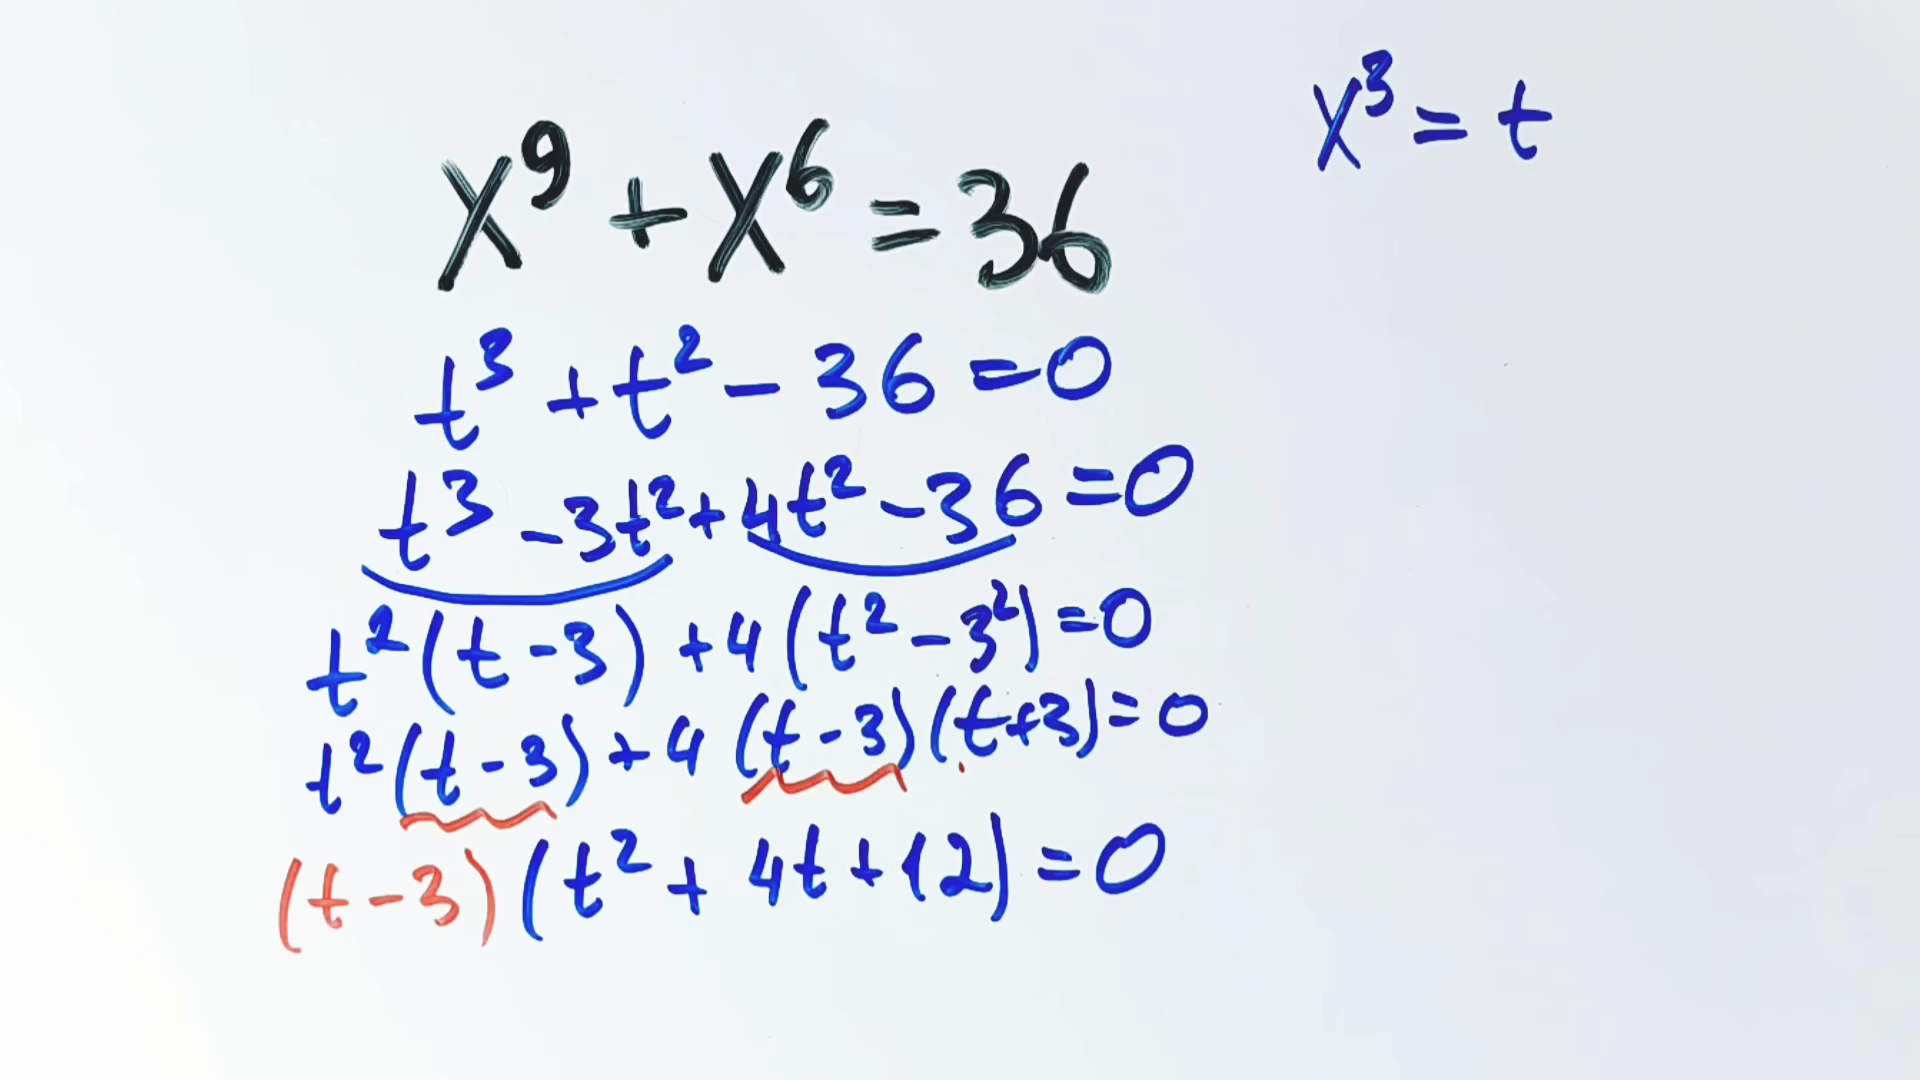 x⁹ + x⁶ = 36
x³ = t
t³ + t² - 36 = 0
t³ - 3t² + 4t² - 36 = 0
t²(t - 3) + 4(t² - 3²) = 0
t²(t - 3) + 4(t - 3)(t + 3) = 0
(t - 3)(t² + 4t + 12) = 0